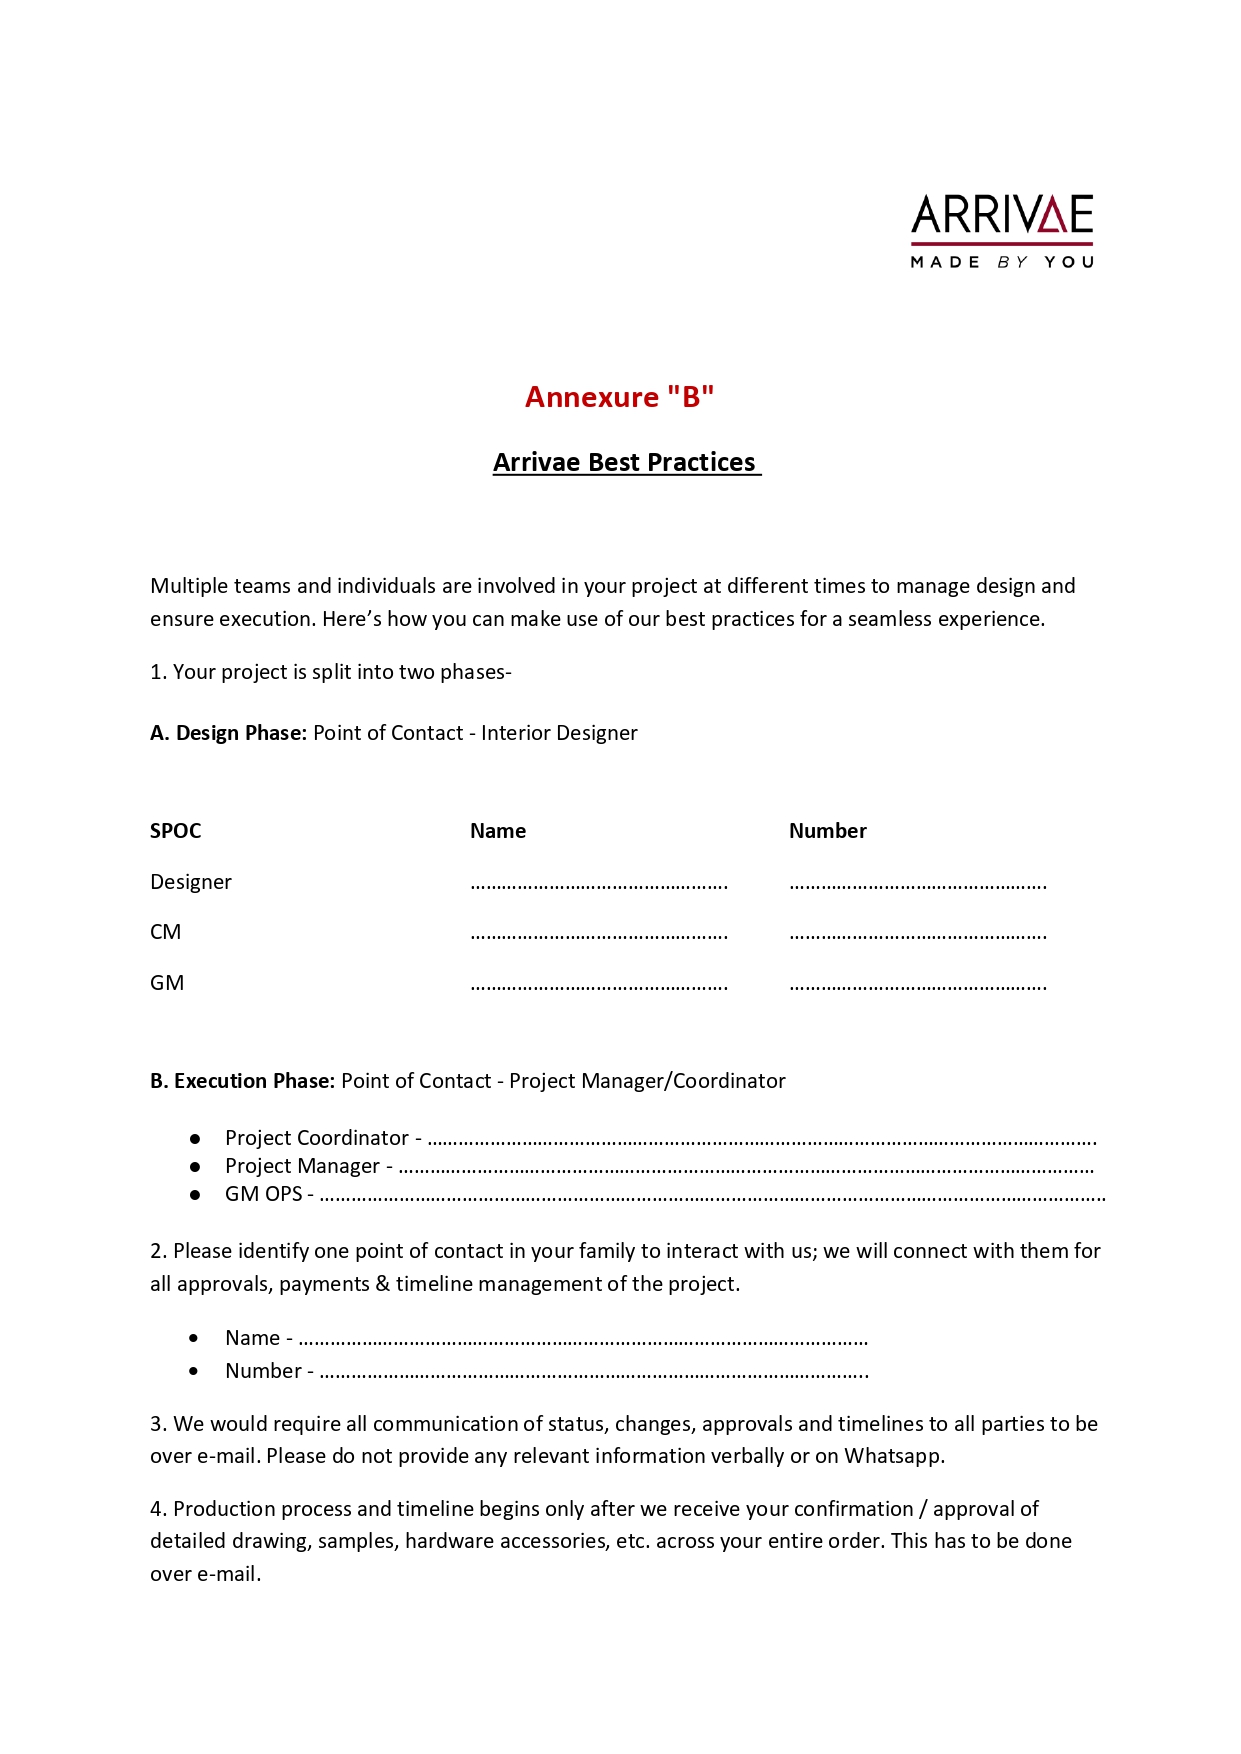 ARRIVAE
MADE BY YOU
Annexure "B"
Arrivae Best Practices
Multiple teams and individuals are involved in your project at different times to manage design and
ensure execution. Here’s how you can make use of our best practices for a seamless experience.
1. Your project is split into two phases-
A. Design Phase: Point of Contact - Interior Designer
SPOC Name Number
Designer …………………………………………. ………………………………………….
CM …………………………………………. ………………………………………….
GM …………………………………………. ………………………………………….
B. Execution Phase: Point of Contact - Project Manager/Coordinator
● Project Coordinator - ……………………………………………………………………………………………………………….
● Project Manager - ……………………………………………………………………………………………………………………
● GM OPS - …………………………………………………………………………………………………………………………………..
2. Please identify one point of contact in your family to interact with us; we will connect with them for
all approvals, payments & timeline management of the project.
• Name - ………………………………………………………………………………………………
• Number - …………………………………………………………………………………………..
3. We would require all communication of status, changes, approvals and timelines to all parties to be
over e-mail. Please do not provide any relevant information verbally or on Whatsapp.
4. Production process and timeline begins only after we receive your confirmation / approval of
detailed drawing, samples, hardware accessories, etc. across your entire order. This has to be done
over e-mail.